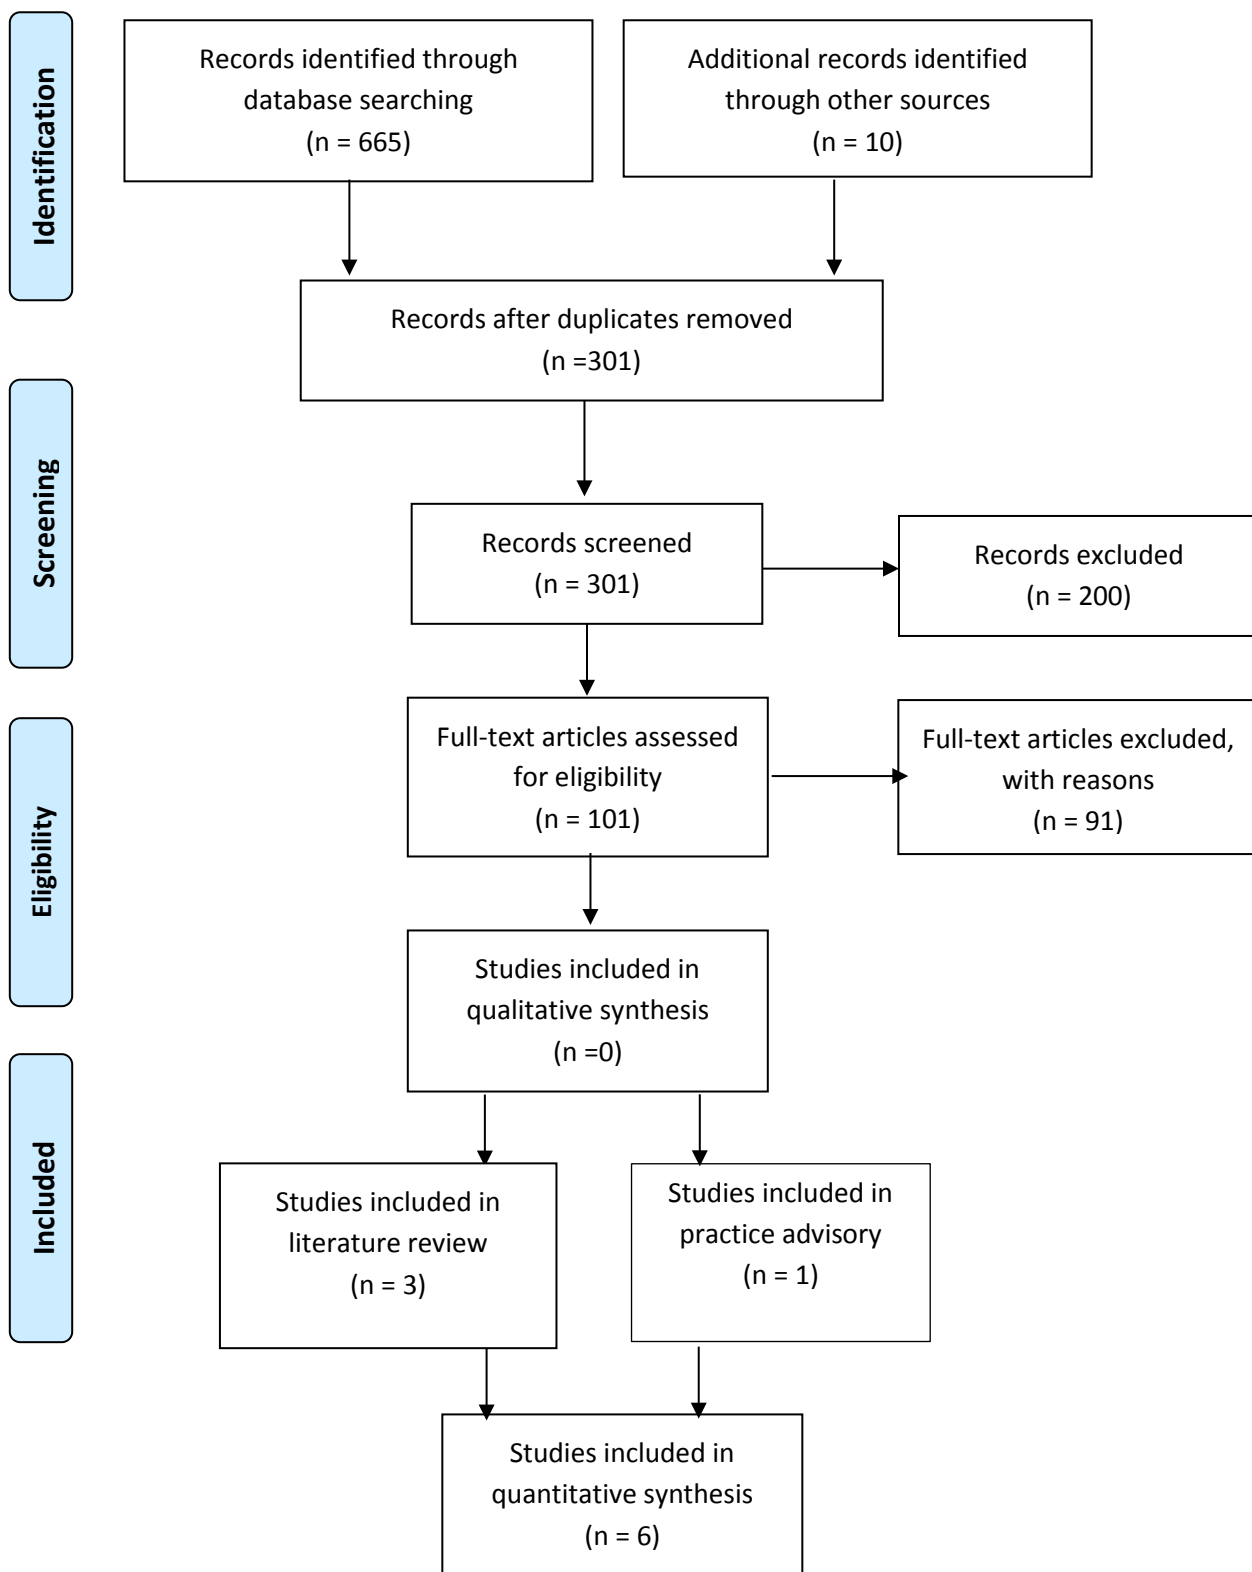 Identification
Records identified through
database searching
(n = 665)
Additional records identified
through other sources
(n = 10)
Records after duplicates removed
(n =301)
Screening
Records screened
(n = 301)
Records excluded
(n = 200)
Eligibility
Full-text articles assessed
for eligibility
(n = 101)
Full-text articles excluded,
with reasons
(n = 91)
Studies included in
qualitative synthesis
(n =0)
Included
Studies included in
literature review
(n = 3)
Studies included in
practice advisory
(n = 1)
Studies included in
quantitative synthesis
(n = 6)